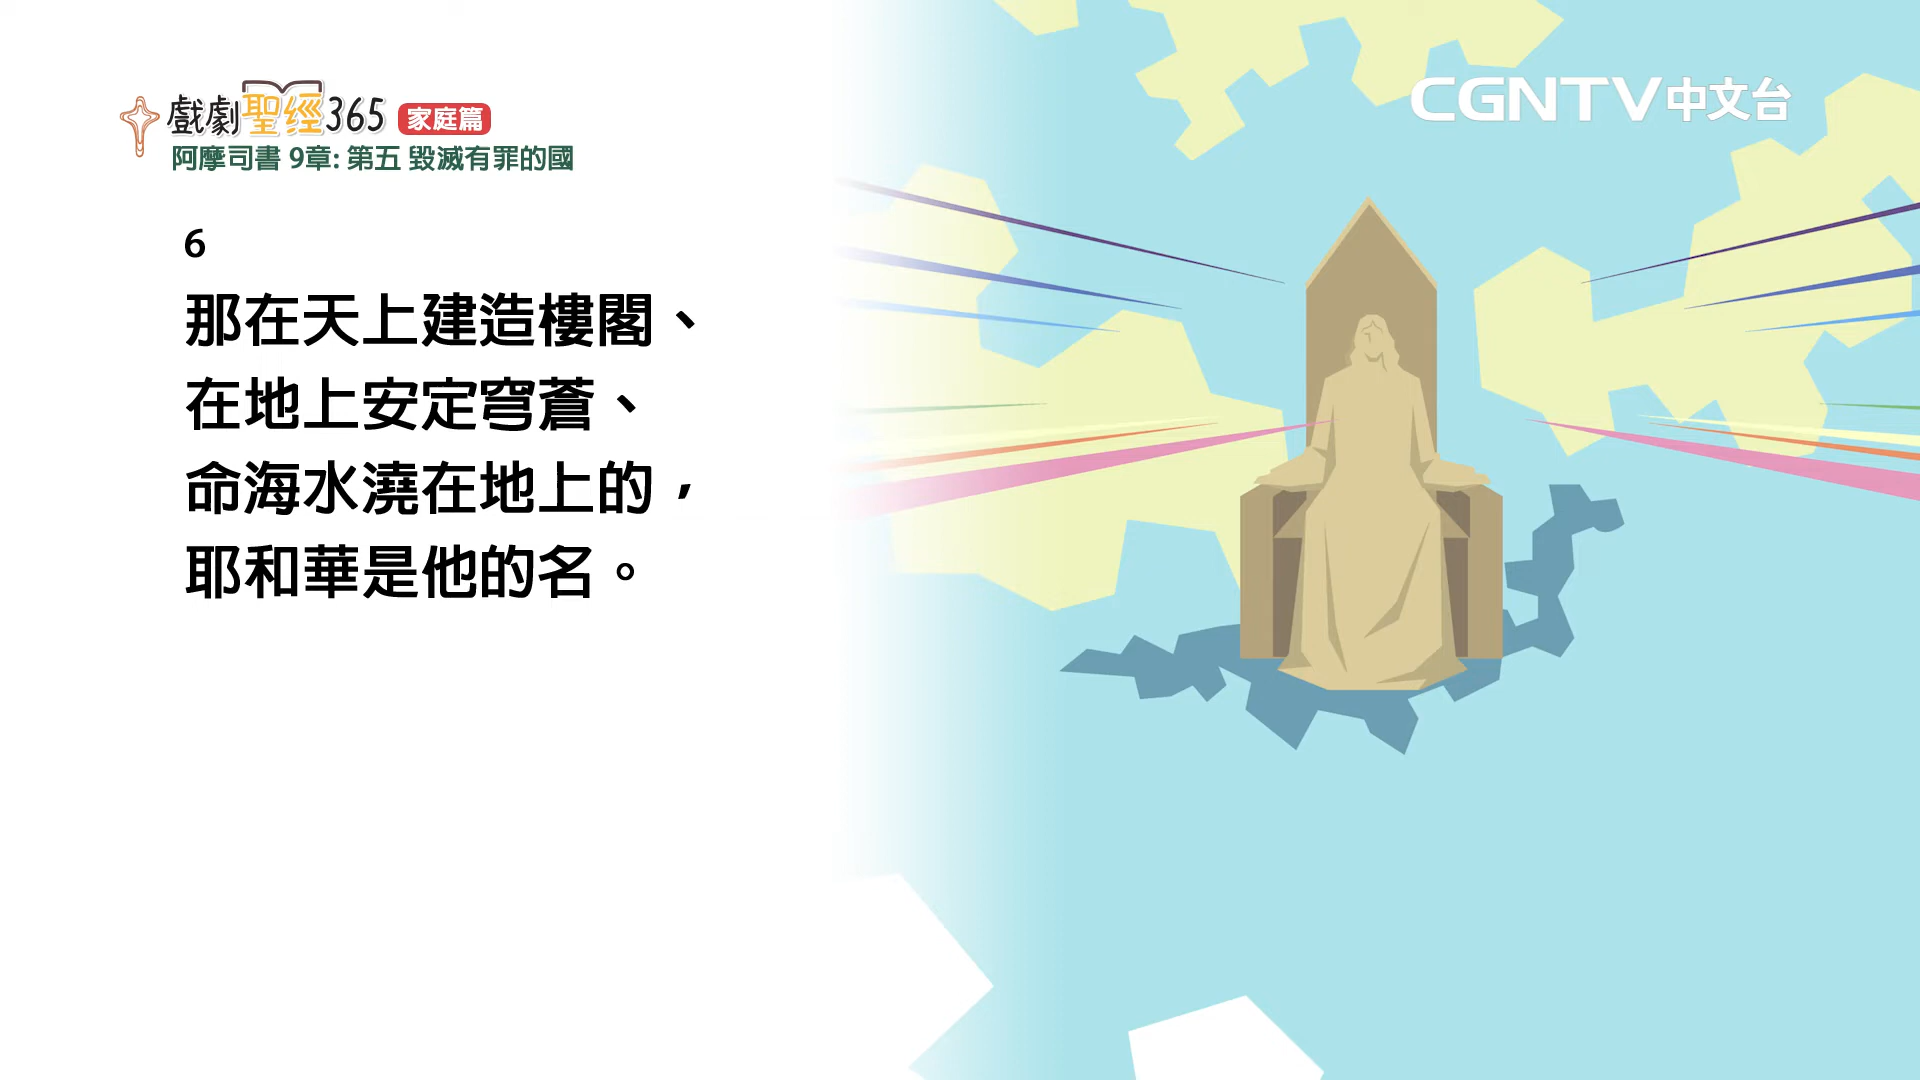 戲劇聖經365 家庭篇
阿摩司書 9章: 第五 毀滅有罪的國
CGNTV中文台
6
那在天上建造樓閣、
在地上安定穹蒼、
命海水澆在地上的，
耶和華是他的名。